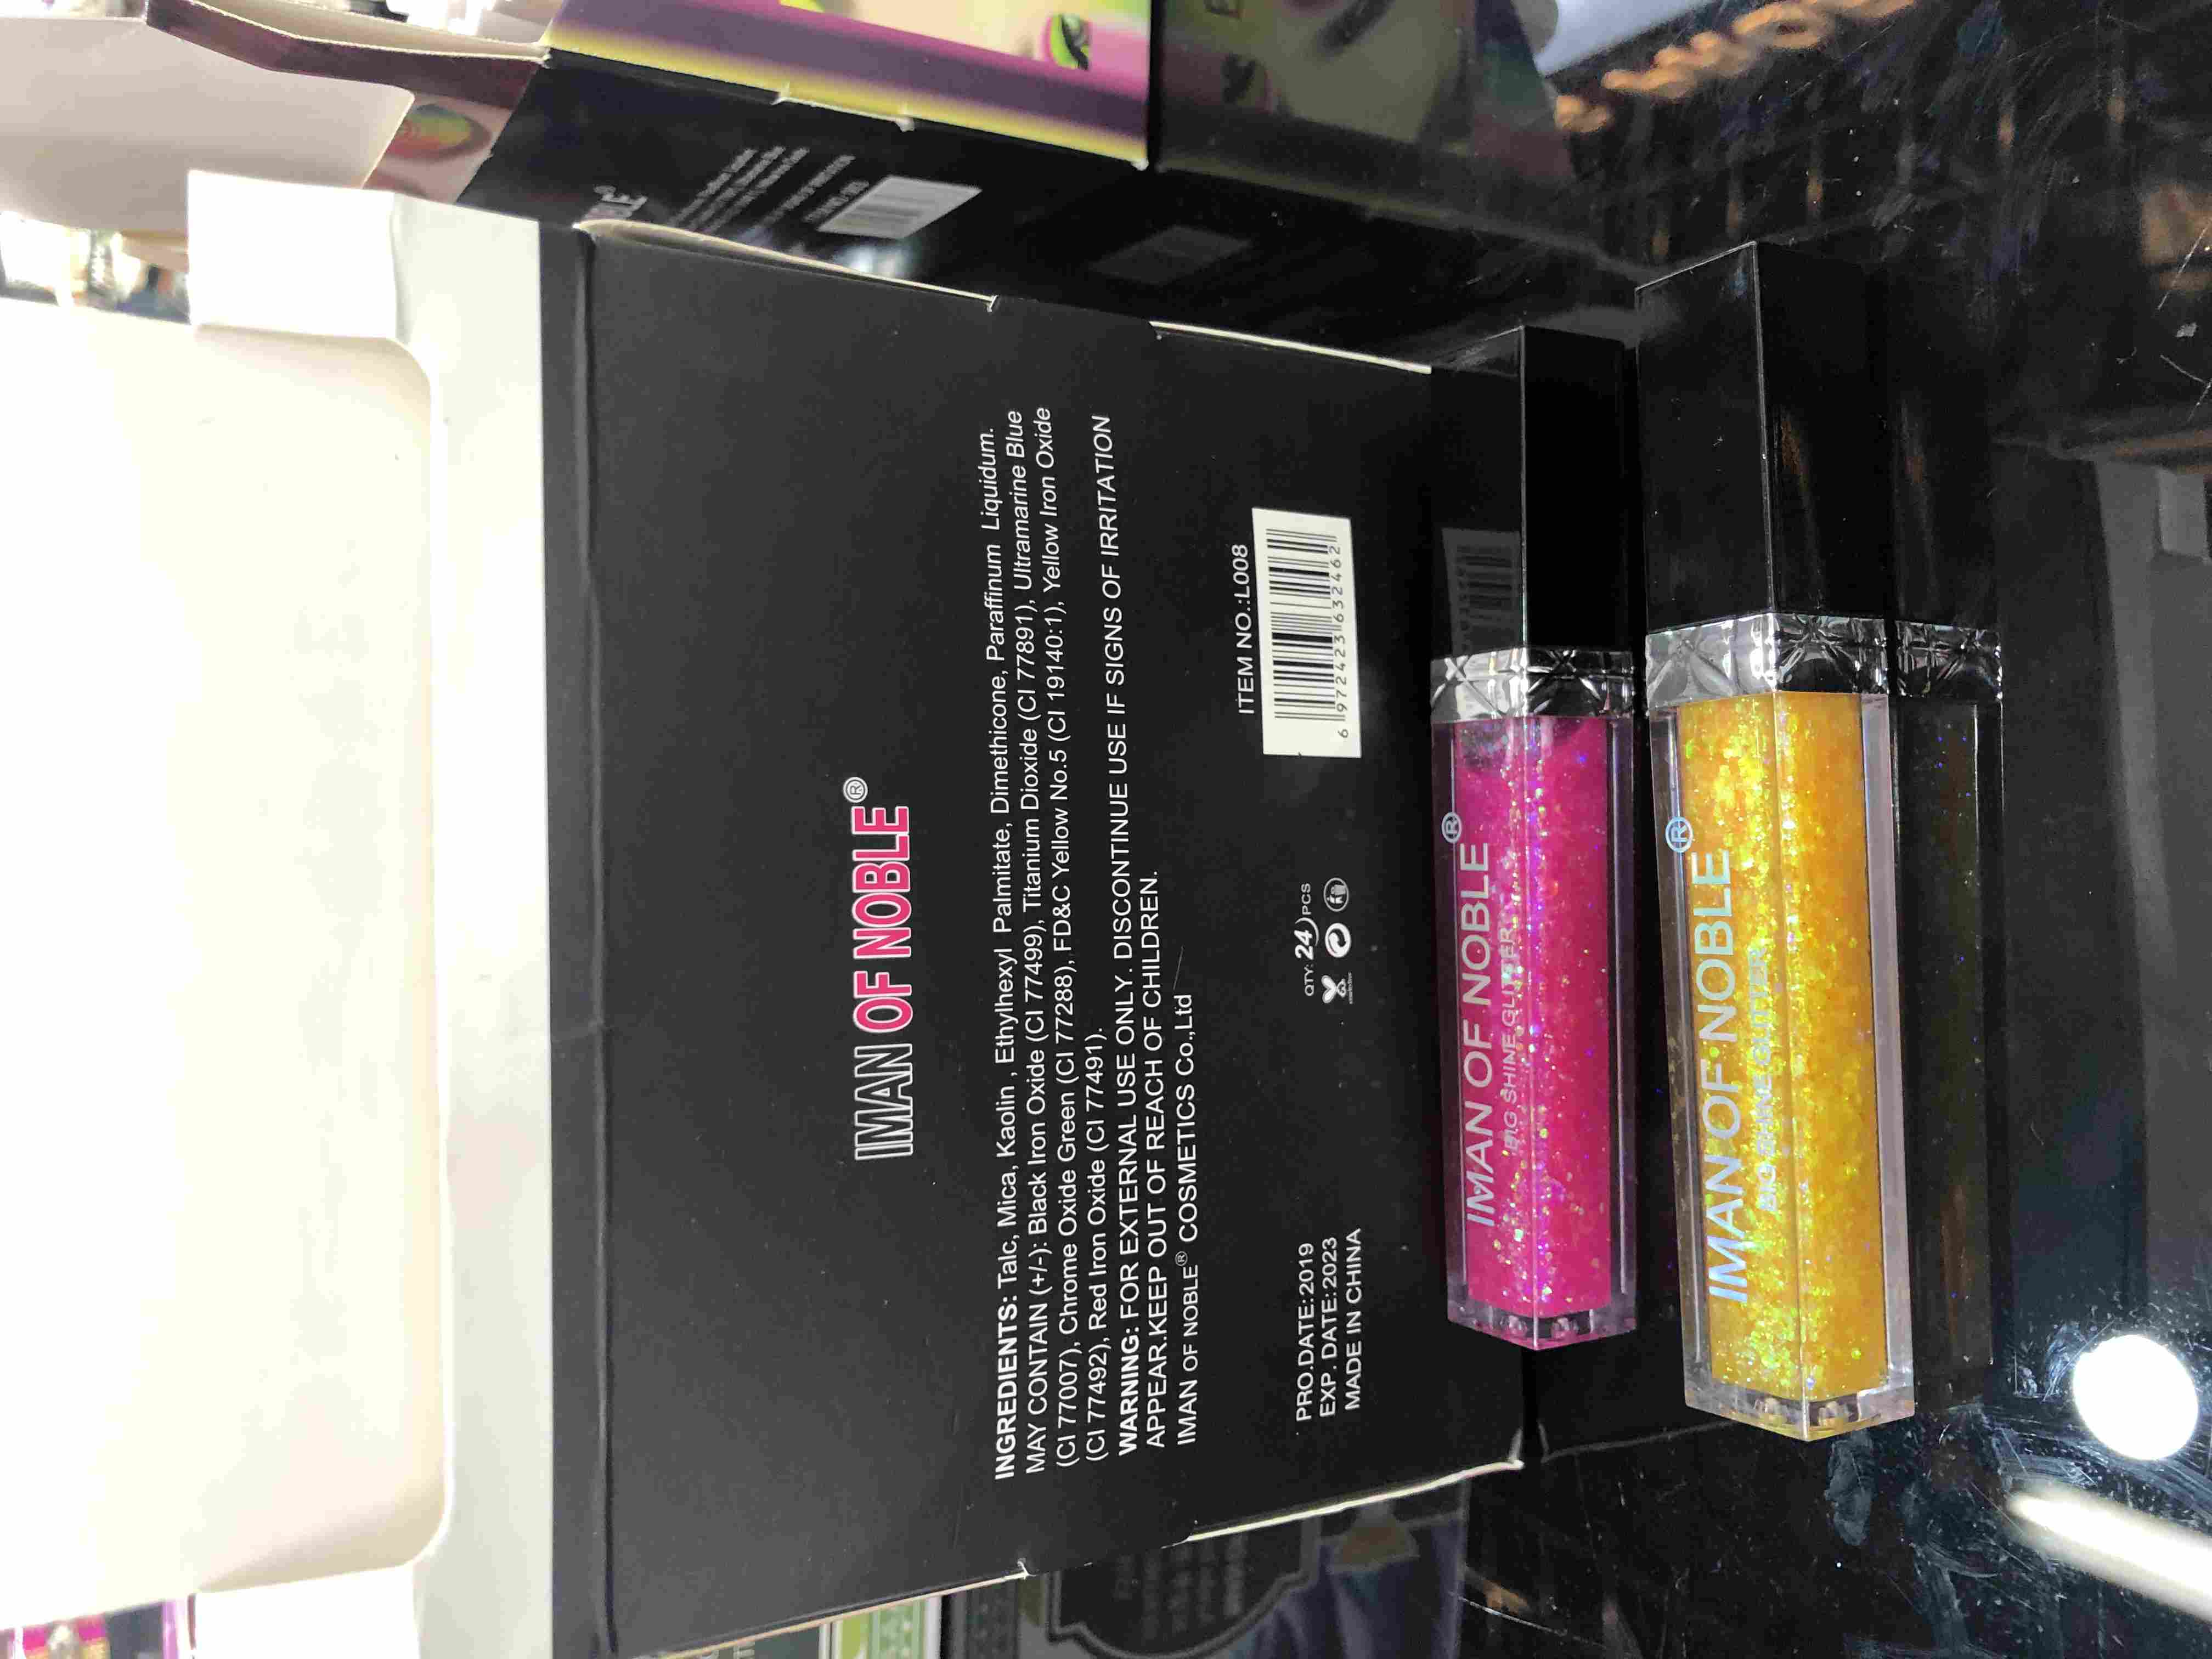 IMAN OF NOBLE®
INGREDIENTS: Talc, Mica, Kaolin , Ethylhexyl Palmitate, Dimethicone, Paraffinum Liquidum.
MAY CONTAIN (+/-): Black Iron Oxide (CI 77499), Titanium Dioxide (CI 77891), Ultramarine Blue
(CI 77007), Chrome Oxide Green (CI 77288), FD&C Yellow No.5 (CI 19140:1), Yellow Iron Oxide
(CI 77492), Red Iron Oxide (CI 77491).
WARNING: FOR EXTERNAL USE ONLY. DISCONTINUE USE IF SIGNS OF IRRITATION
APPEAR.KEEP OUT OF REACH OF CHILDREN.
IMAN OF NOBLE® COSMETICS Co.,Ltd
ITEM NO.:L008
6 972423 632462
QTY: 24 PCS
PRO.DATE:2019
EXP. DATE:2023
MADE IN CHINA
IMAN OF NOBLE®
BIG SHINE GLITTER
IMAN OF NOBLE®
BIG SHINE GLITTER